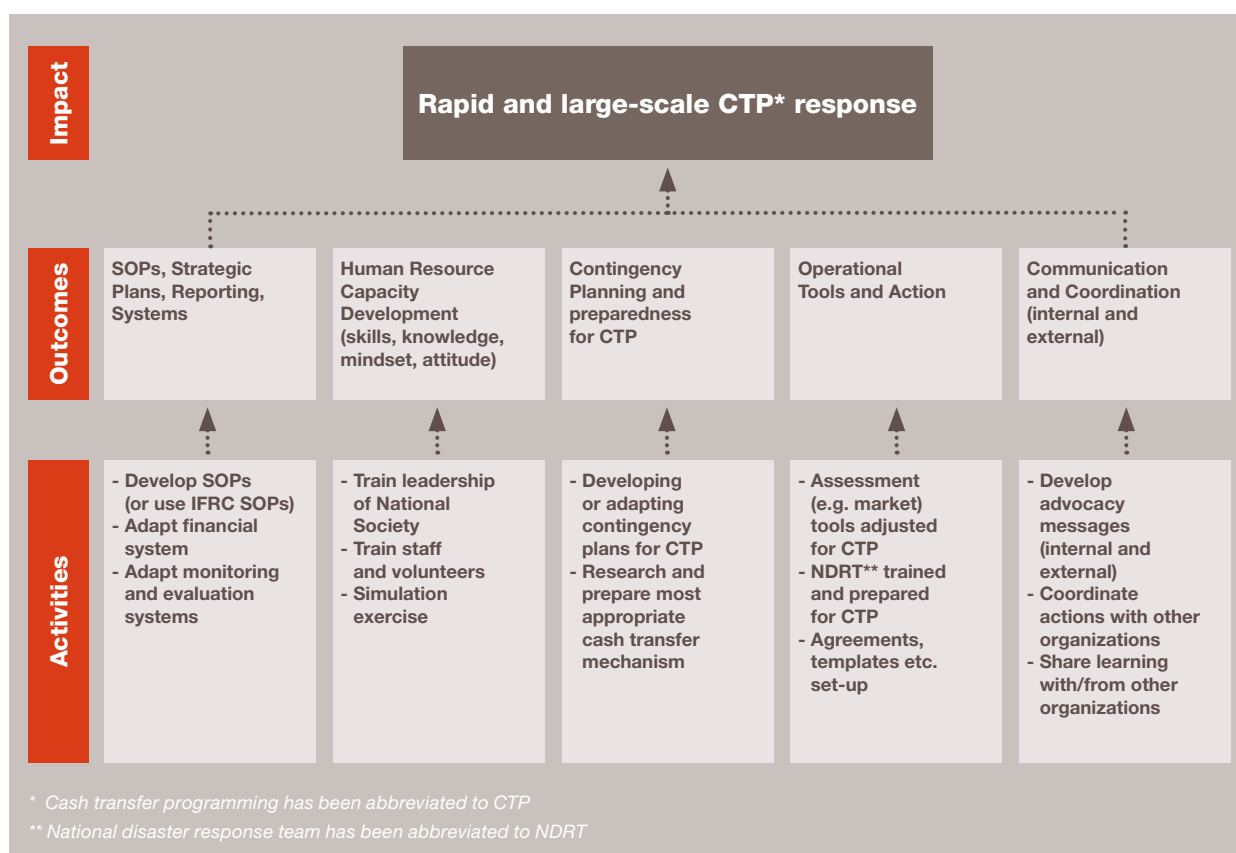 Impact
Rapid and large-scale CTP* response
Outcomes
SOPs, Strategic
Plans, Reporting,
Systems
Human Resource
Capacity
Development
(skills, knowledge,
mindset, attitude)
Contingency
Planning and
preparedness
for CTP
Operational
Tools and Action
Communication
and Coordination
(internal and
external)
Activities
- Develop SOPs
(or use IFRC SOPs)
- Adapt financial
system
- Adapt monitoring
and evaluation
systems
- Train leadership
of National
Society
- Train staff
and volunteers
- Simulation
exercise
- Developing
or adapting
contingency
plans for CTP
- Research and
prepare most
appropriate
cash transfer
mechanism
- Assessment
(e.g. market)
tools adjusted
for CTP
- NDRT** trained
and prepared
for CTP
- Agreements,
templates etc.
set-up
- Develop
advocacy
messages
(internal and
external)
- Coordinate
actions with other
organizations
- Share learning
with/from other
organizations
* Cash transfer programming has been abbreviated to CTP
** National disaster response team has been abbreviated to NDRT